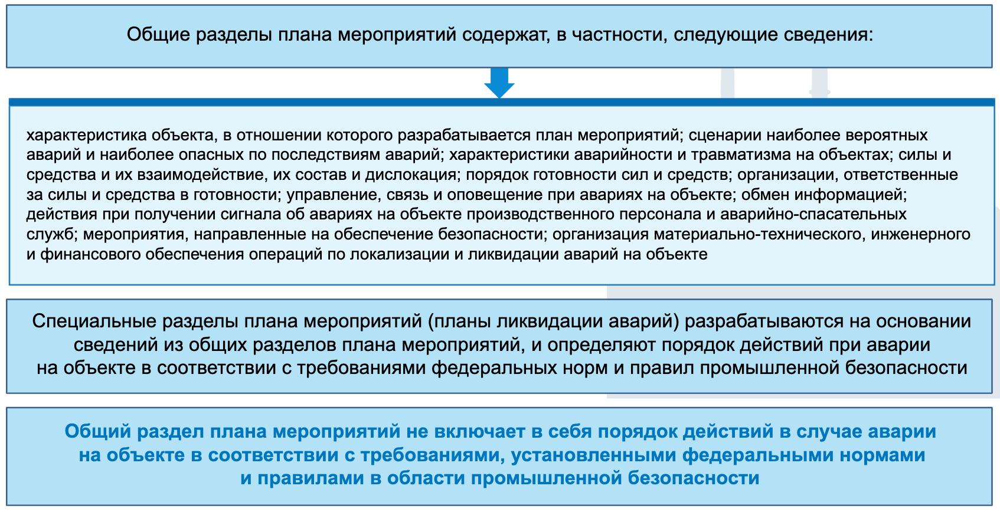 Общие разделы плана мероприятий содержат, в частности, следующие сведения:
характеристика объекта, в отношении которого разрабатывается план мероприятий; сценарии наиболее вероятных
аварий и наиболее опасных по последствиям аварий; характеристики аварийности и травматизма на объектах; силы и
средства и их взаимодействие, их состав и дислокация; порядок готовности сил и средств; организации, ответственные
за силы и средства в готовности; управление, связь и оповещение при авариях на объекте; обмен информацией;
действия при получении сигнала об авариях на объекте производственного персонала и аварийно-спасательных
служб; мероприятия, направленные на обеспечение безопасности; организация материально-технического, инженерного
и финансового обеспечения операций по локализации и ликвидации аварий на объекте
Специальные разделы плана мероприятий (планы ликвидации аварий) разрабатываются на основании
сведений из общих разделов плана мероприятий, и определяют порядок действий при аварии
на объекте в соответствии с требованиями федеральных норм и правил промышленной безопасности
Общий раздел плана мероприятий не включает в себя порядок действий в случае аварии
на объекте в соответствии с требованиями, установленными федеральными нормами
и правилами в области промышленной безопасности